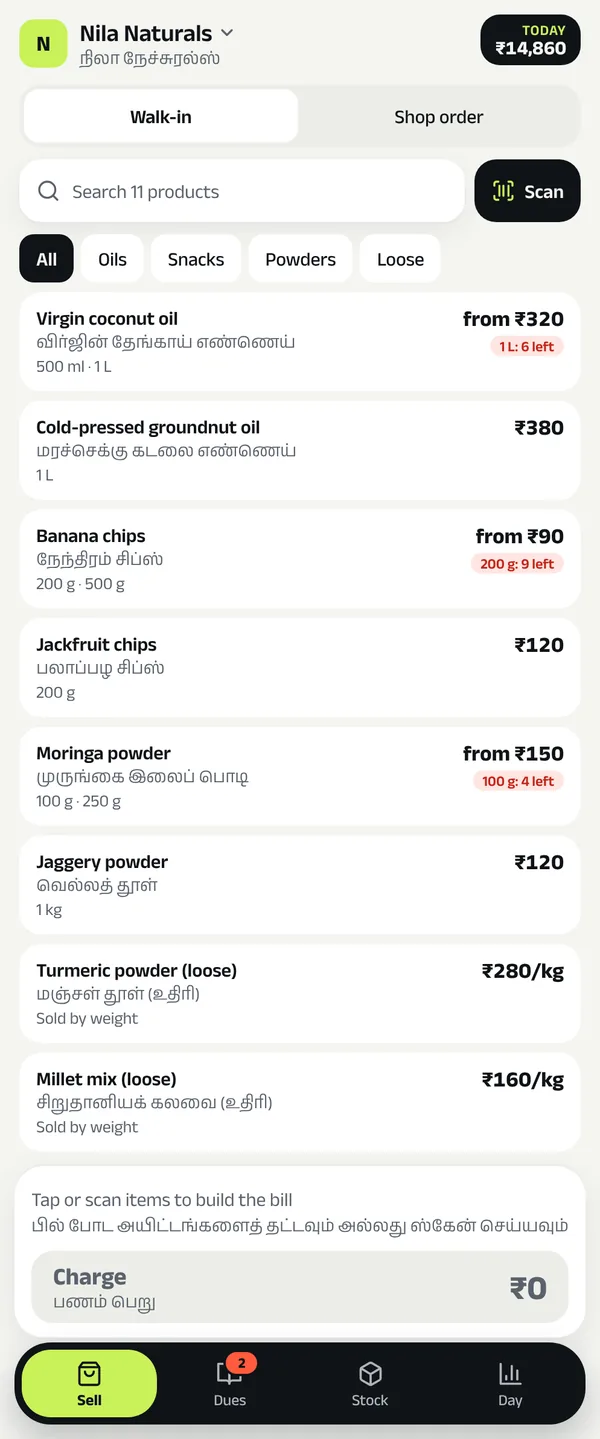 N
Nila Naturals
நிலா நேச்சுரல்ஸ்
TODAY
₹14,860
Walk-in
Shop order
Search 11 products
Scan
All
Oils
Snacks
Powders
Loose
Virgin coconut oil
from ₹320
விர்ஜின் தேங்காய் எண்ணெய்
1 L: 6 left
500 ml · 1 L
Cold-pressed groundnut oil
₹380
மரச்செக்கு கடலை எண்ணெய்
1 L
Banana chips
from ₹90
நேந்திரம் சிப்ஸ்
200 g: 9 left
200 g · 500 g
Jackfruit chips
₹120
பலாப்பழ சிப்ஸ்
200 g
Moringa powder
from ₹150
முருங்கை இலைப் பொடி
100 g: 4 left
100 g · 250 g
Jaggery powder
₹120
வெல்லத் தூள்
1 kg
Turmeric powder (loose)
₹280/kg
மஞ்சள் தூள் (உதிரி)
Sold by weight
Millet mix (loose)
₹160/kg
சிறுதானியக் கலவை (உதிரி)
Sold by weight
Tap or scan items to build the bill
பில் போட அயிட்டங்களைத் தட்டவும் அல்லது ஸ்கேன் செய்யவும்
Charge
₹0
பணம் பெறு
Sell
2
Dues
Stock
Day